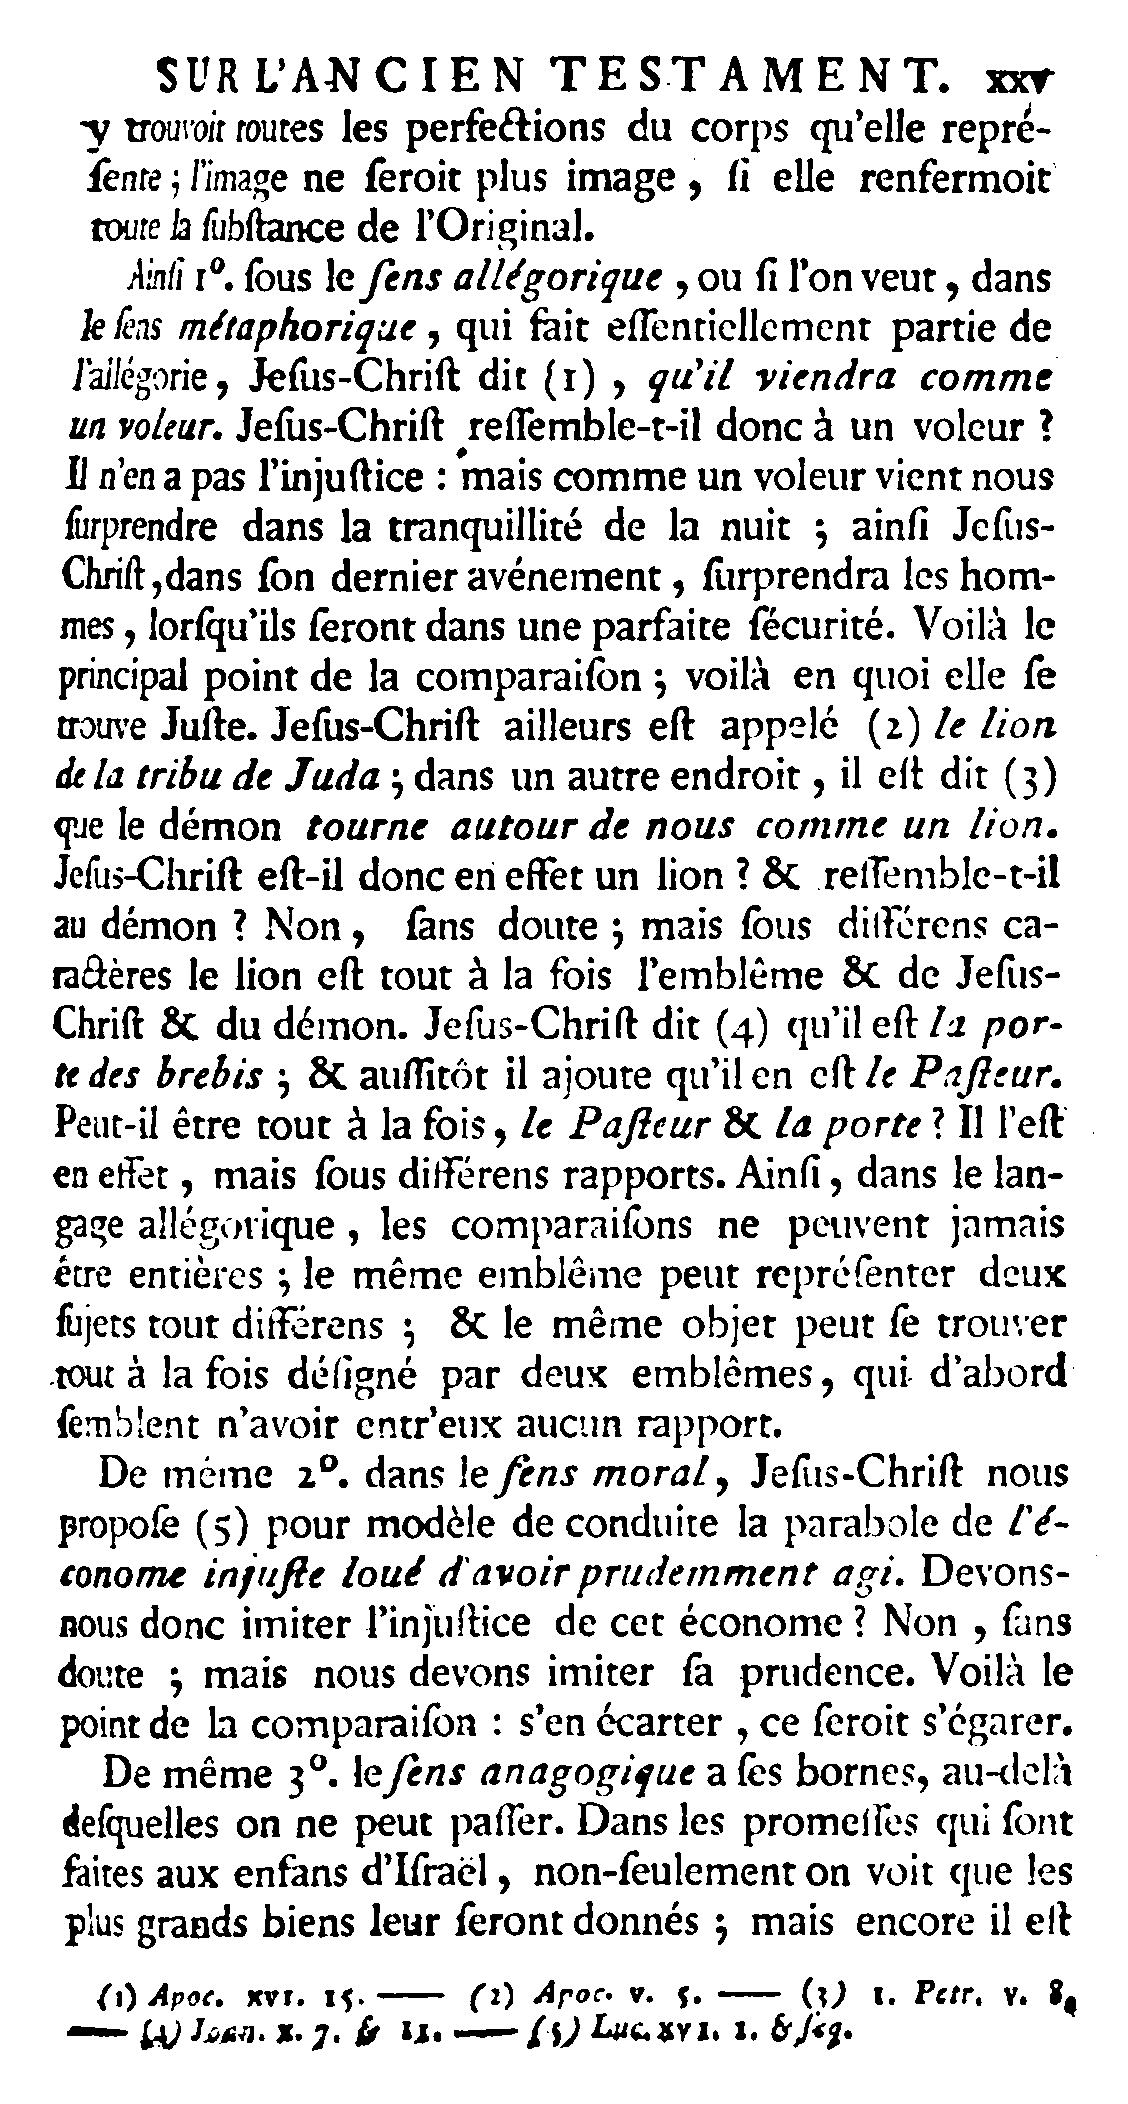 SUR L'ANCIEN TESTAMENT. xxv
y trouvoit toutes les perfections du corps qu'elle repré-
ſente ; l'image ne ſeroit plus image , ſi elle renfermoit
toute la ſubſtance de l'Original.
Ainſi 1º. ſous le ſens allégorique , ou ſi l'on veut , dans
le ſens métaphorique , qui fait eſſentiellement partie de
l'allégorie , Jeſus-Chriſt dit (1) , qu'il viendra comme
un voleur. Jeſus-Chriſt reſſemble-t-il donc à un voleur ?
Il n'en a pas l'injuſtice : mais comme un voleur vient nous
ſurprendre dans la tranquillité de la nuit ; ainſi Jeſus-
Chriſt , dans ſon dernier avénement , ſurprendra les hom-
mes , lorſqu'ils ſeront dans une parfaite ſécurité. Voilà le
principal point de la comparaiſon ; voilà en quoi elle ſe
trouve Juſte. Jeſus-Chriſt ailleurs eſt appelé (2) le lion
de la tribu de Juda ; dans un autre endroit , il eſt dit (3)
que le démon tourne autour de nous comme un lion.
Jeſus-Chriſt eſt-il donc en effet un lion ? & reſſemble-t-il
au démon ? Non , ſans doute ; mais ſous différens ca-
ractères le lion eſt tout à la fois l'emblême & de Jeſus-
Chriſt & du démon. Jeſus-Chriſt dit (4) qu'il eſt la por-
te des brebis ; & auſſitôt il ajoute qu'il en eſt le Paſteur.
Peut-il être tout à la fois , le Paſteur & la porte ? Il l'eſt
en effet , mais ſous différens rapports. Ainſi , dans le lan-
gage allégorique , les comparaiſons ne peuvent jamais
être entières ; le même emblême peut repréſenter deux
ſujets tout différens ; & le même objet peut ſe trouver
tout à la fois déſigné par deux emblêmes , qui d'abord
ſemblent n'avoir entr'eux aucun rapport.
De même 2º. dans le ſens moral , Jeſus-Chriſt nous
propoſe (5) pour modèle de conduite la parabole de l'é-
conome injuſte loué d'avoir prudemment agi. Devons-
nous donc imiter l'injuſtice de cet économe ? Non , ſans
doute ; mais nous devons imiter ſa prudence. Voilà le
point de la comparaiſon : s'en écarter , ce ſeroit s'égarer.
De même 3º. le ſens anagogique a ſes bornes, au-delà
deſquelles on ne peut paſſer. Dans les promeſſes qui ſont
faites aux enfans d'Iſraël , non-ſeulement on voit que les
plus grands biens leur ſeront donnés ; mais encore il eſt
(1) Apoc. XVI. 15. — (2) Apoc. v. 5. — (3) 1. Petr. v. 8.
— (4) Joan. x. 7. & 11. — (5) Luc. XVI. 1. & ſeq.